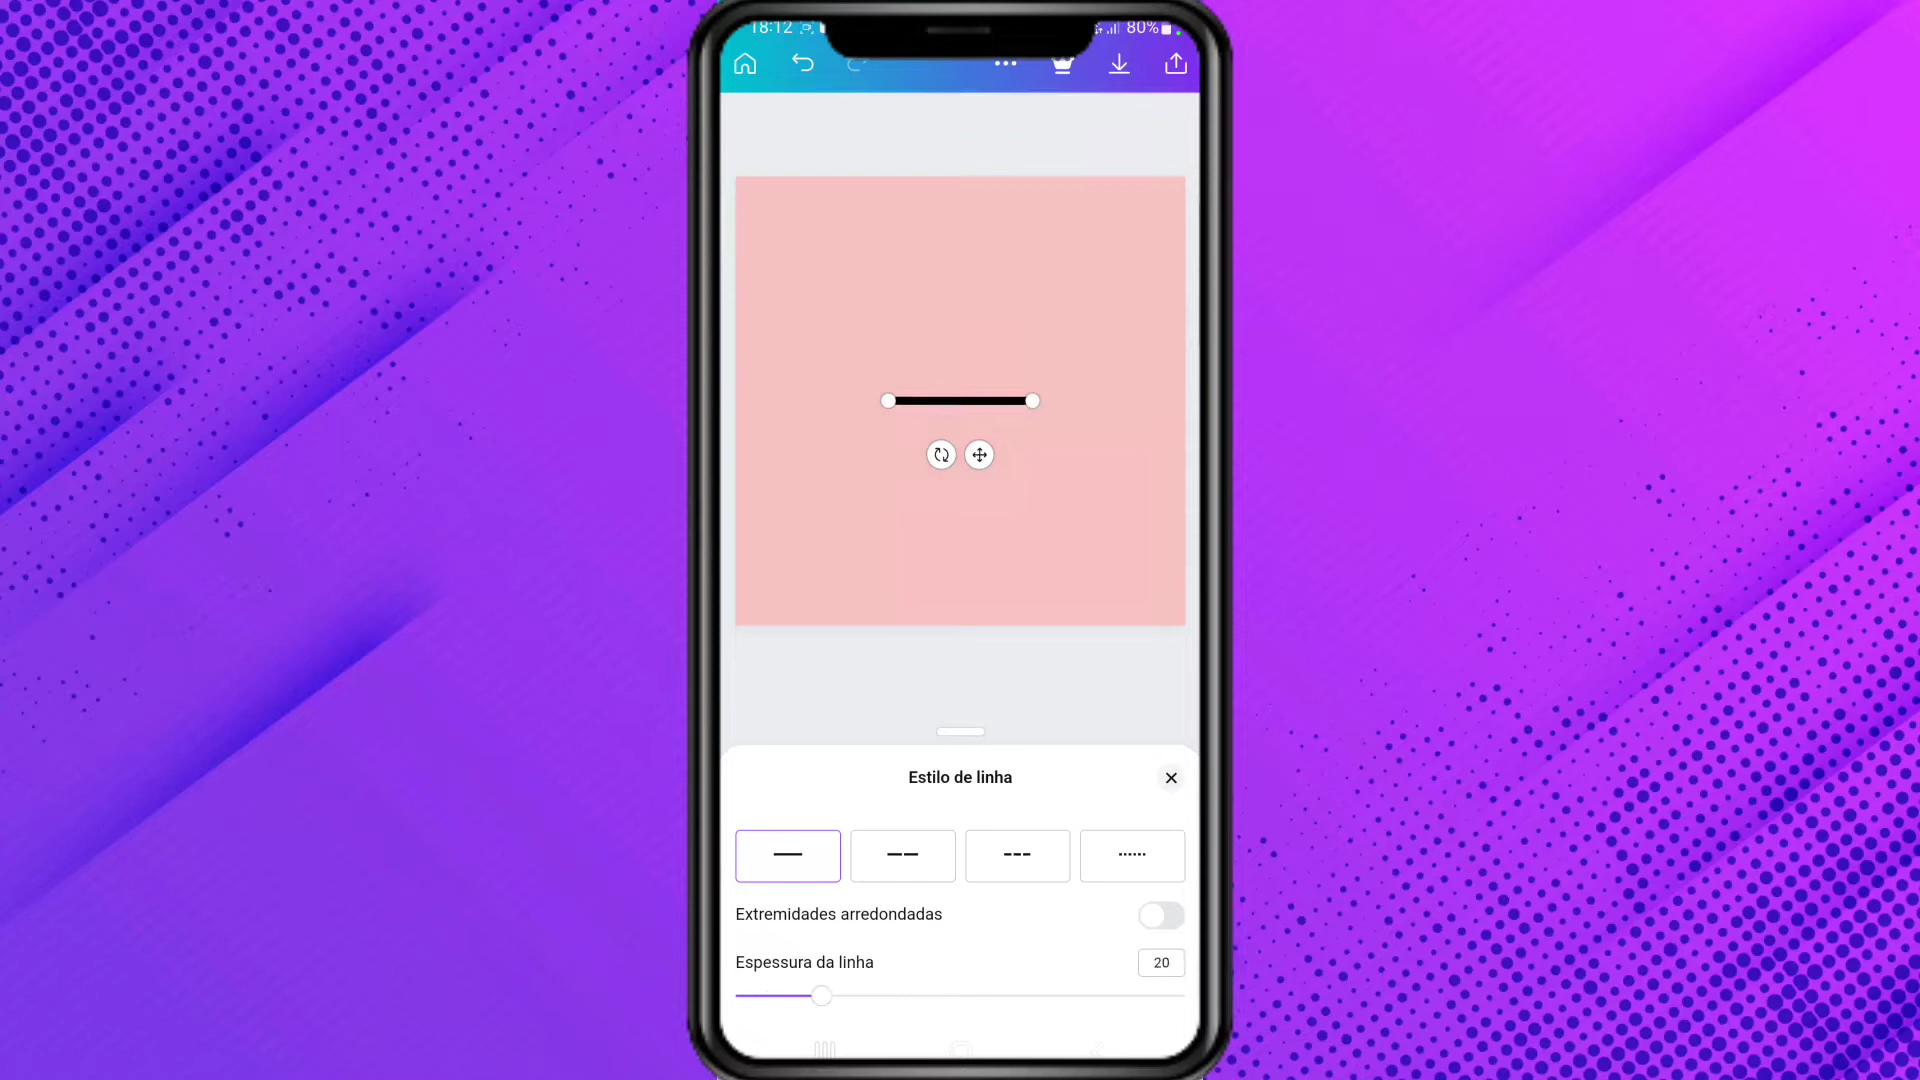 18:12
80%
Estilo de linha
Extremidades arredondadas
Espessura da linha
20